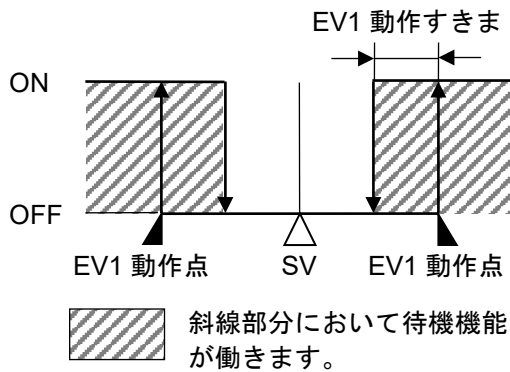 EV1 動作すきま
ON
OFF
EV1 動作点
SV
EV1 動作点
斜線部分において待機機能
が働きます。